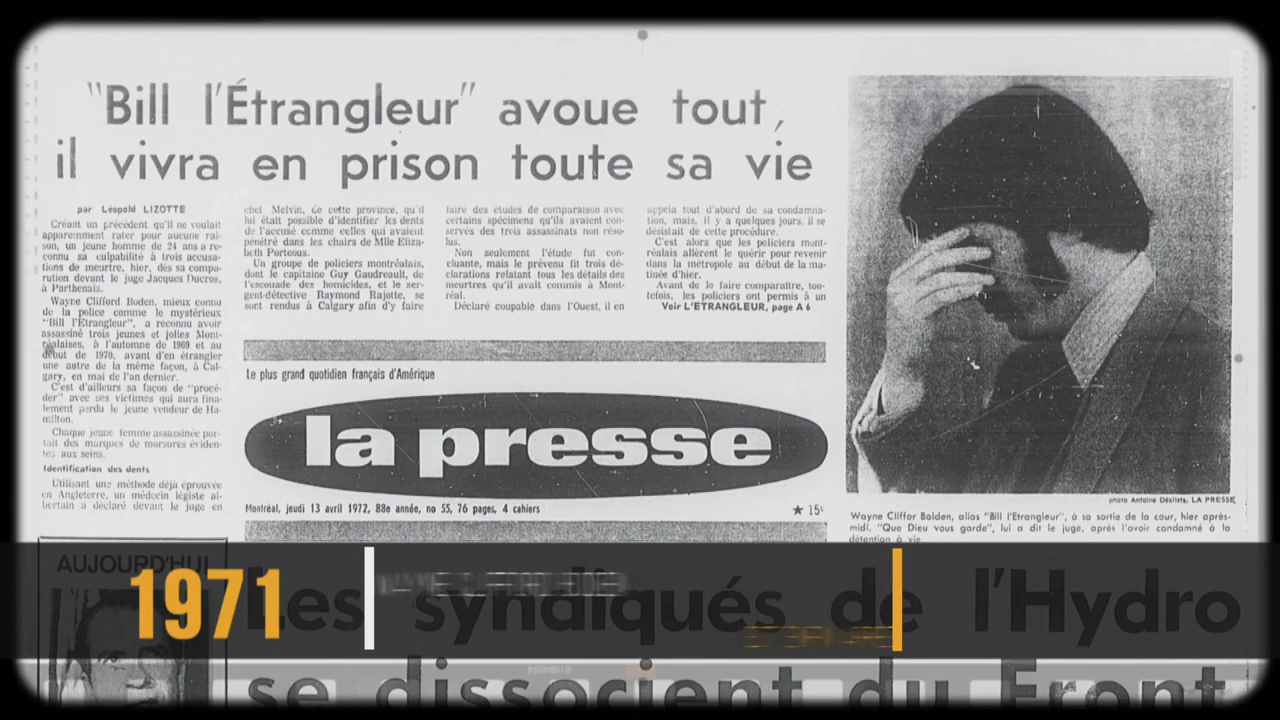 "Bill l'Étrangleur" avoue tout,
il vivra en prison toute sa vie
par Léopold LIZOTTE
Créant un précédent qu'il ne voulait
apparemment rater pour aucune rai-
son, un jeune homme de 24 ans a re-
connu sa culpabilité à trois accusa-
tions de meurtre, hier, dès sa compa-
rution devant le juge Jacques Ducros,
à Parthenais.
Wayne Clifford Boden, mieux connu
de la police comme le mystérieux
"Bill l'Etrangleur", a reconnu avoir
assassiné trois jeunes et jolies Mont-
réalaises, à l'automne de 1969 et au
début de 1970, avant d'en étrangler
une autre de la même façon, à Cal-
gary, en mai de l'an dernier.
C'est d'ailleurs sa façon de "procé-
der" avec ses victimes qui aura fina-
lement perdu le jeune vendeur de Ha-
milton.
Chaque jeune femme assassinée por-
tait des marques de morsures éviden-
tes aux seins.
Identification des dents
Utilisant une méthode déjà éprouvée
en Angleterre, un médecin légiste al-
bertain a déclaré devant le juge en
chef Melvin, de cette province, qu'il
lui était possible d'identifier les dents
de l'accusé comme celles qui avaient
pénétré dans les chairs de Mlle Eliza-
beth Porteous.
Un groupe de policiers montréalais,
dont le capitaine Guy Gaudreault, de
l'escouade des homicides, et le ser-
gent-détective Raymond Rajotte, se
sont rendus à Calgary afin d'y faire
faire des études de comparaison avec
certains spécimens qu'ils avaient con-
servés des trois assassinats non réso-
lus.
Non seulement l'étude fut con-
cluante, mais le prévenu fit trois dé-
clarations relatant tous les détails des
meurtres qu'il avait commis à Mont-
réal.
Déclaré coupable dans l'Ouest, il en
appela tout d'abord de sa condamna-
tion, mais, il y a quelques jours, il se
désistait de cette procédure.
C'est alors que les policiers mont-
réalais allèrent le quérir pour revenir
dans la métropole au début de la ma-
tinée d'hier.
Avant de le faire comparaître, tou-
tefois, les policiers ont permis à un
Voir L'ETRANGLEUR, page A 6
Le plus grand quotidien français d'Amérique
la presse
Montréal, jeudi 13 avril 1972, 88e année, no 55, 76 pages, 4 cahiers
★ 15¢
photo Antoine Désilets, LA PRESSE
Wayne Cliffor Bolden, alias "Bill l'Etrangleur", à sa sortie de la cour, hier après-
midi. "Que Dieu vous garde", lui a dit le juge, après l'avoir condamné à la
détention à vie.
AUJOURD'HUI
1971
Les syndiqués de l'Hydro
se dissocient du Front